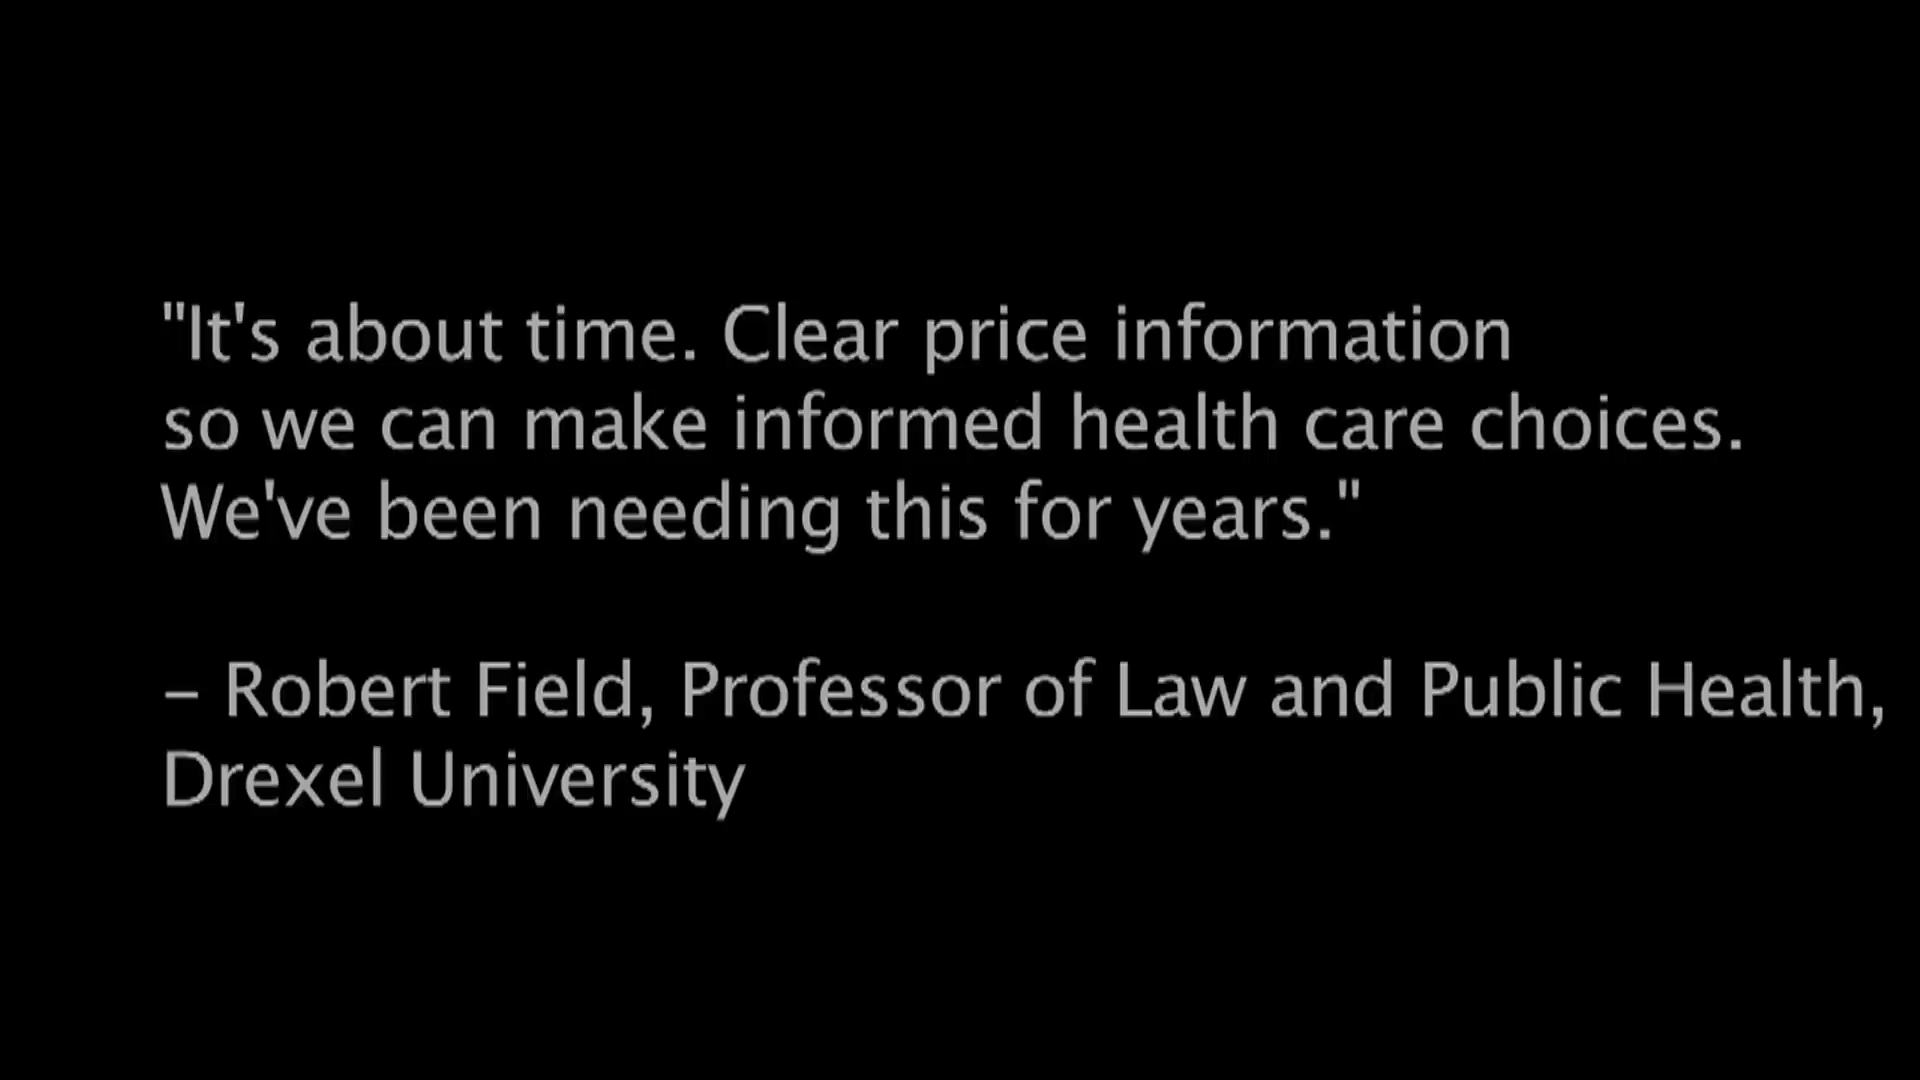 "It's about time. Clear price information
so we can make informed health care choices.
We've been needing this for years."
– Robert Field, Professor of Law and Public Health,
Drexel University